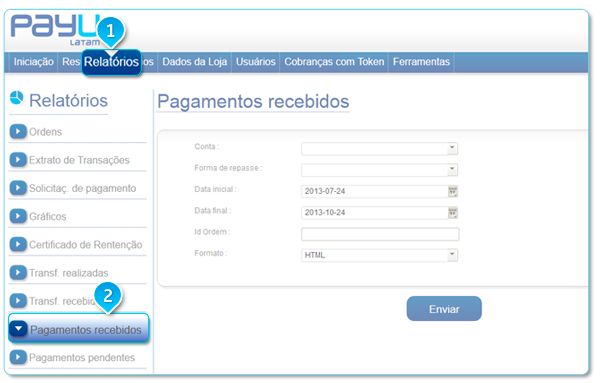 payU
LATAM
1
Iniciação Res Relatórios os Dados da Loja Usuários Cobranças com Token Ferramentas
Relatórios
Ordens
Extrato de Transações
Solicitaç. de pagamento
Gráficos
Certificado de Rentenção
Transf. realizadas
Transf. recebid
2
Pagamentos recebidos
Pagamentos pendentes
Pagamentos recebidos
Conta :
Forma de repasse :
Data inicial : 2013-07-24
Data final : 2013-10-24
Id Ordem :
Formato : HTML
Enviar